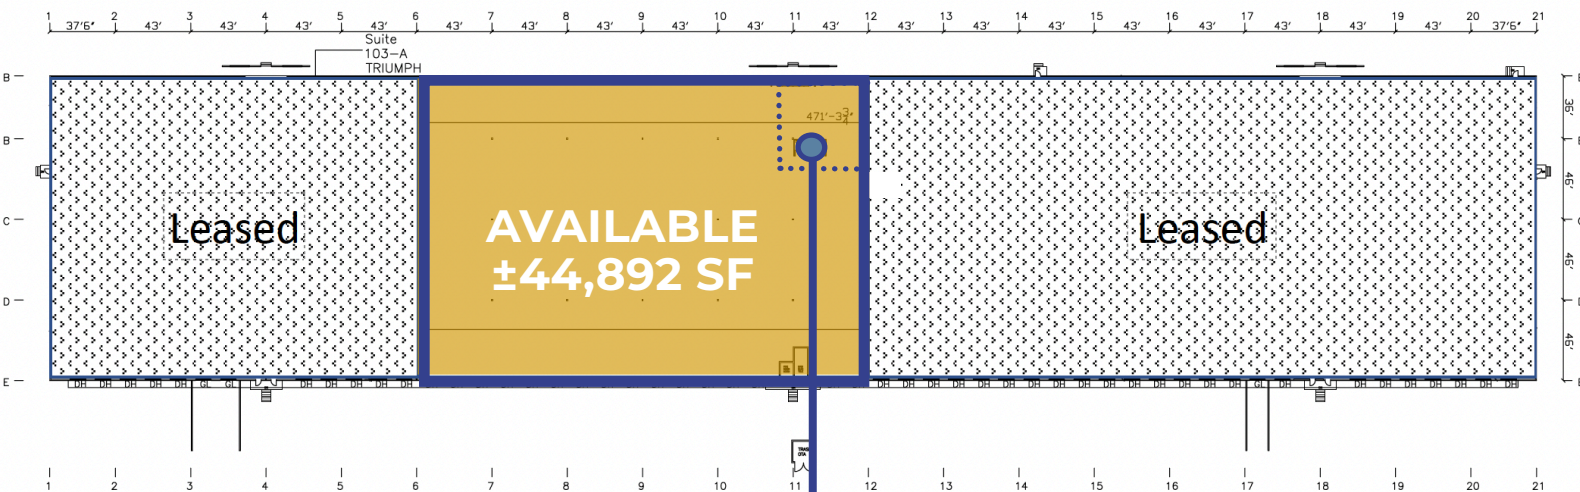 1 2 3 4 5 6 7 8 9 10 11 12 13 14 15 16 17 18 19 20 21
37'6" 43' 43' 43' 43' 43' 43' 43' 43' 43' 43' 43' 43' 43' 43' 43' 43' 43' 43' 37'6"
Suite
103-A
TRIUMPH
B
36'
471'-3 3/4"
B
46'
Leased
AVAILABLE
±44,892 SF
Leased
C
46'
D
46'
E
DH DH DH DH DH GL GL DH DH DH DH DH
DH DH DH DH DH DH DH DH DH DH DH DH DH DH DH GL DH DH DH DH DH DH DH DH
1 2 3 4 5 6 7 8 9 10 11 12 13 14 15 16 17 18 19 20 21